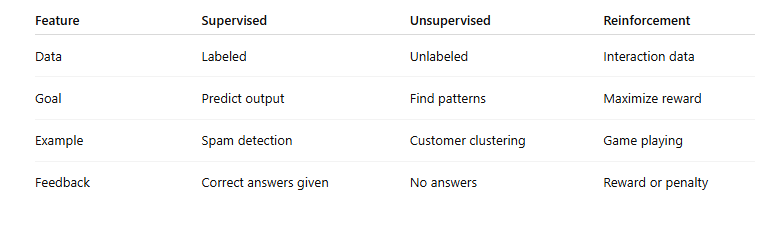 Feature Supervised Unsupervised Reinforcement
Data Labeled Unlabeled Interaction data
Goal Predict output Find patterns Maximize reward
Example Spam detection Customer clustering Game playing
Feedback Correct answers given No answers Reward or penalty